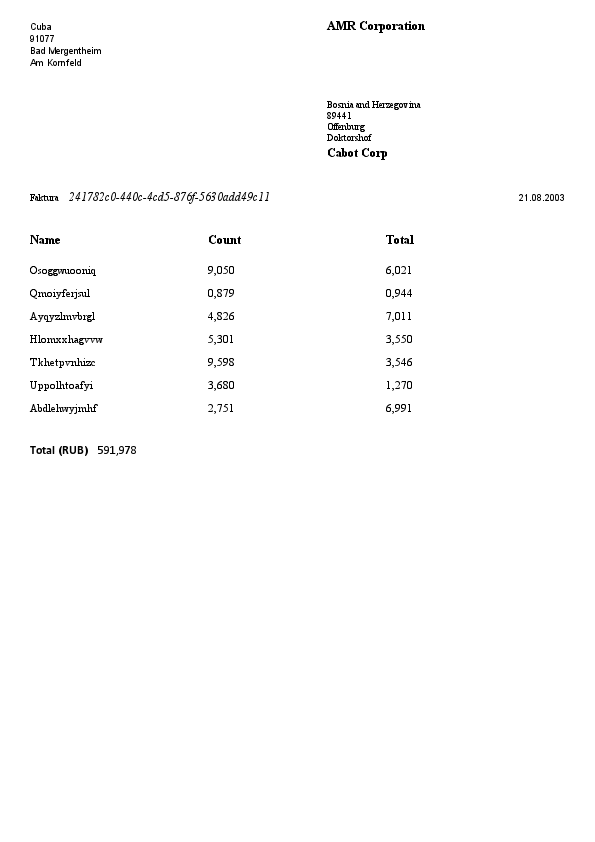 Cuba
91077
Bad Mergentheim
Am Kornfeld
AMR Corporation
Bosnia and Herzegovina
89441
Offenburg
Doktorshof
Cabot Corp
Faktura 241782c0-440c-4cd5-876f-5630add49c11 21.08.2003
Name Count Total
Osoggwuooniq 9,050 6,021
Qmoiyferjsul 0,879 0,944
Ayqyzlmvbrgl 4,826 7,011
Hlomxxhagvvw 5,301 3,550
Tkhetpvnhizc 9,598 3,546
Uppolhtoafyi 3,680 1,270
Abdlehwyjmhf 2,751 6,991
Total (RUB) 591,978